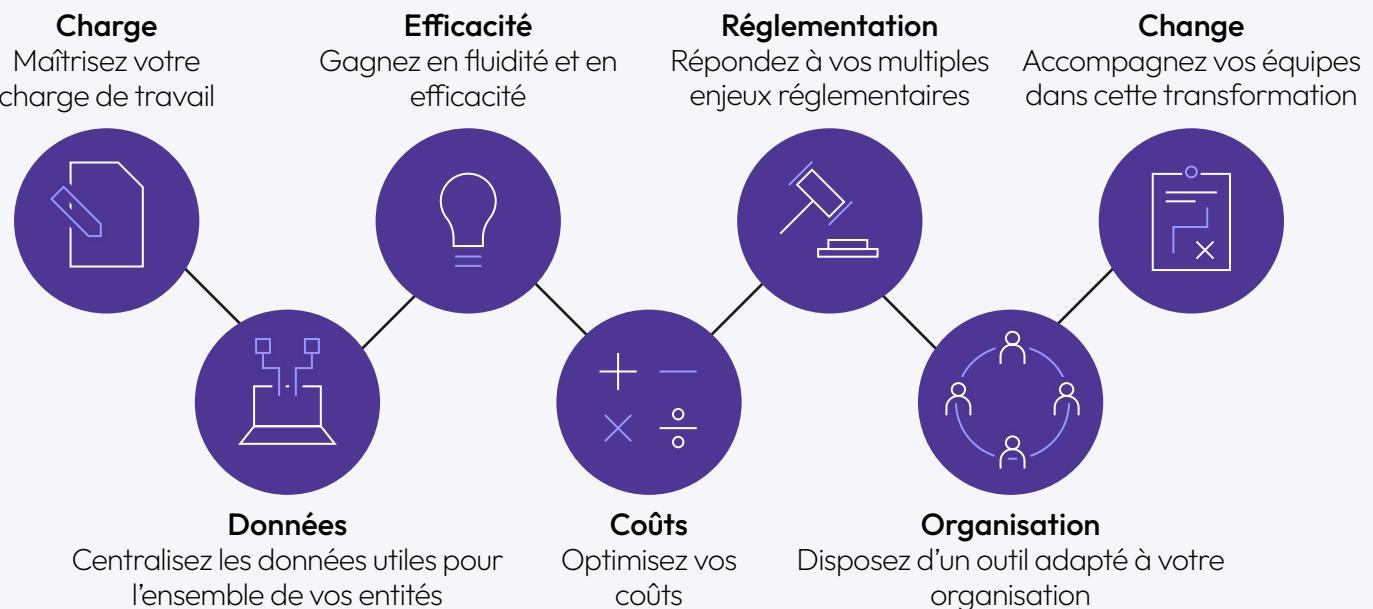 Charge
Maîtrisez votre
charge de travail
Efficacité
Gagnez en fluidité et en
efficacité
Réglementation
Répondez à vos multiples
enjeux réglementaires
Change
Accompagnez vos équipes
dans cette transformation
Données
Centralisez les données utiles pour
l'ensemble de vos entités
Coûts
Optimisez vos
coûts
Organisation
Disposez d'un outil adapté à votre
organisation